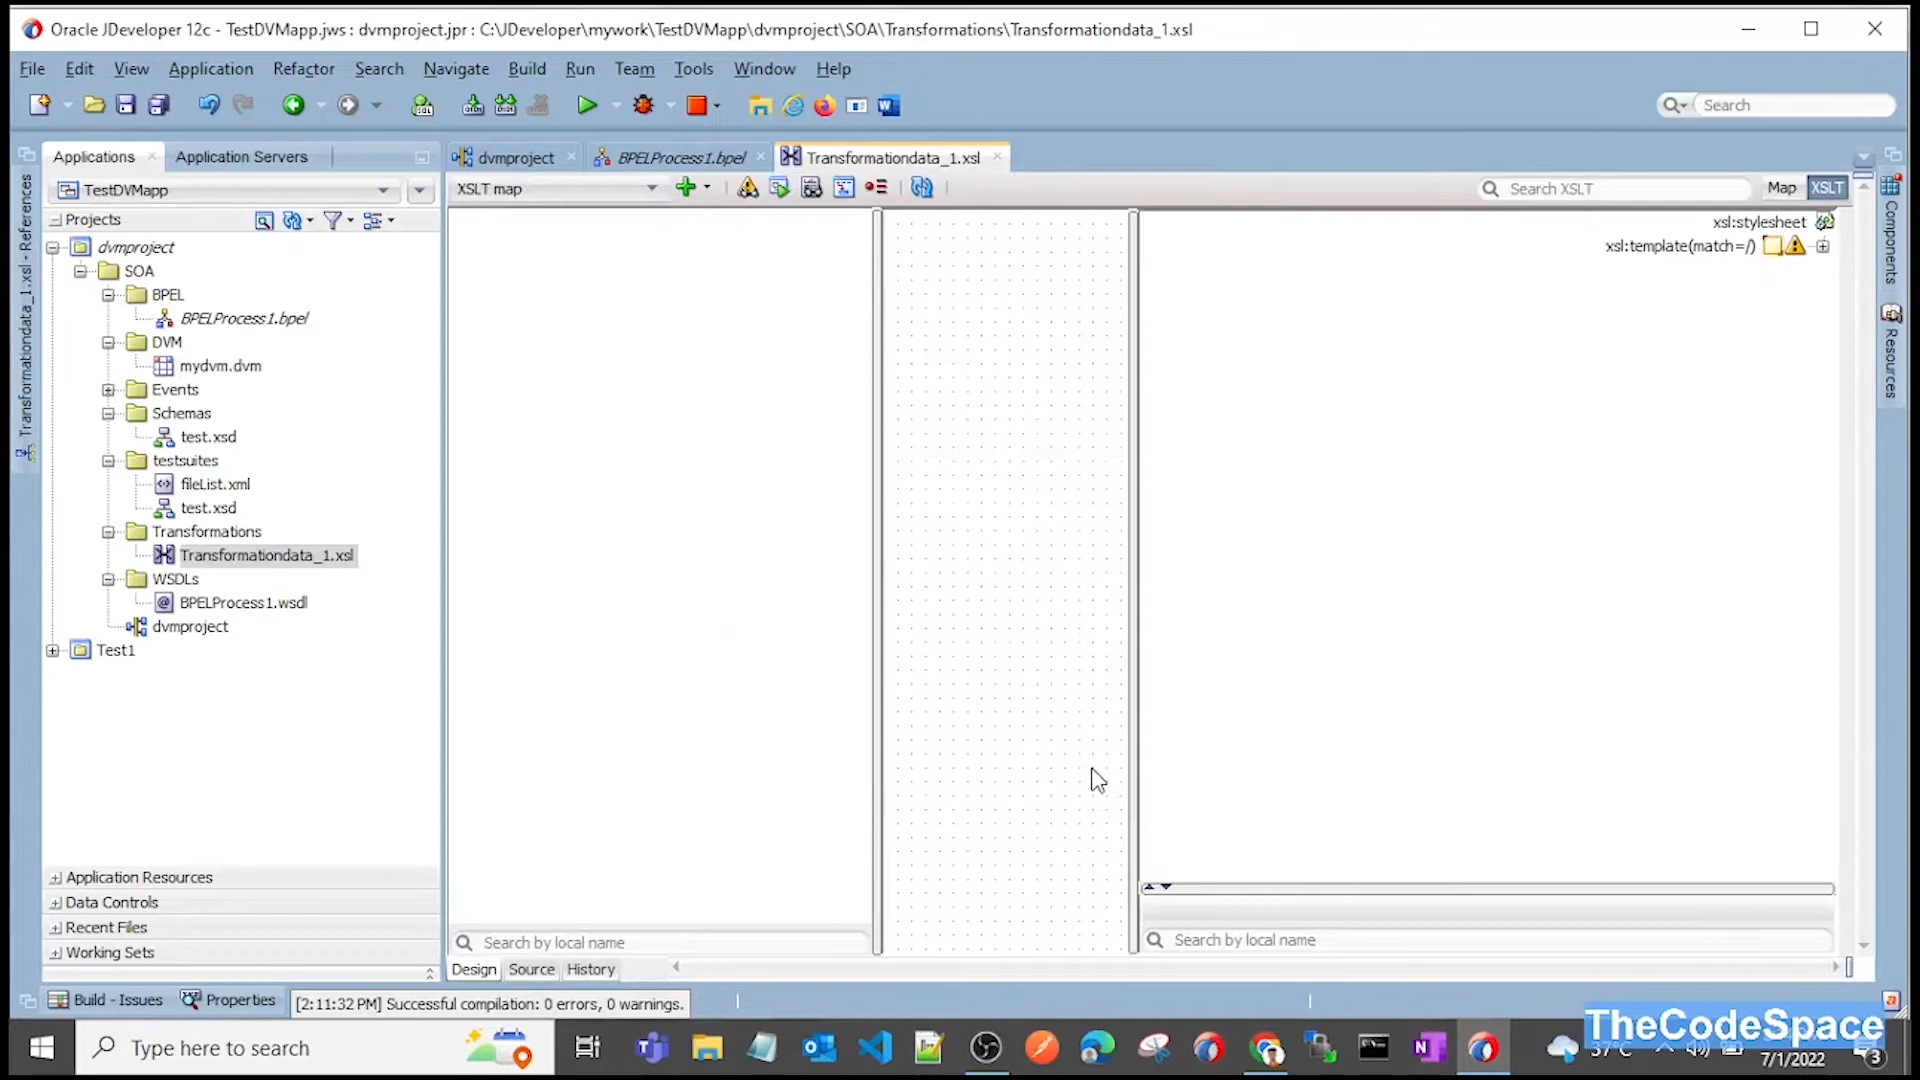 Oracle JDeveloper 12c - TestDVMapp.jws : dvmproject.jpr : C:\JDeveloper\mywork\TestDVMapp\dvmproject\SOA\Transformations\Transformationdata_1.xsl
File Edit View Application Refactor Search Navigate Build Run Team Tools Window Help
Search
Applications Application Servers
dvmproject BPELProcess1.bpel Transformationdata_1.xsl
TestDVMapp
XSLT map
Search XSLT
Map XSLT
Projects
xsl:stylesheet
xsl:template(match=/)
dvmproject
SOA
BPEL
BPELProcess1.bpel
DVM
mydvm.dvm
Events
Schemas
test.xsd
testsuites
fileList.xml
test.xsd
Transformations
Transformationdata_1.xsl
WSDLs
BPELProcess1.wsdl
dvmproject
Test1
Transformationdata_1.xsl - References
Components
Resources
Application Resources
Data Controls
Recent Files
Working Sets
Search by local name
Search by local name
Design Source History
Build - Issues Properties [2:11:32 PM] Successful compilation: 0 errors, 0 warnings.
TheCodeSpace
Type here to search
37°C
7/1/2022
3